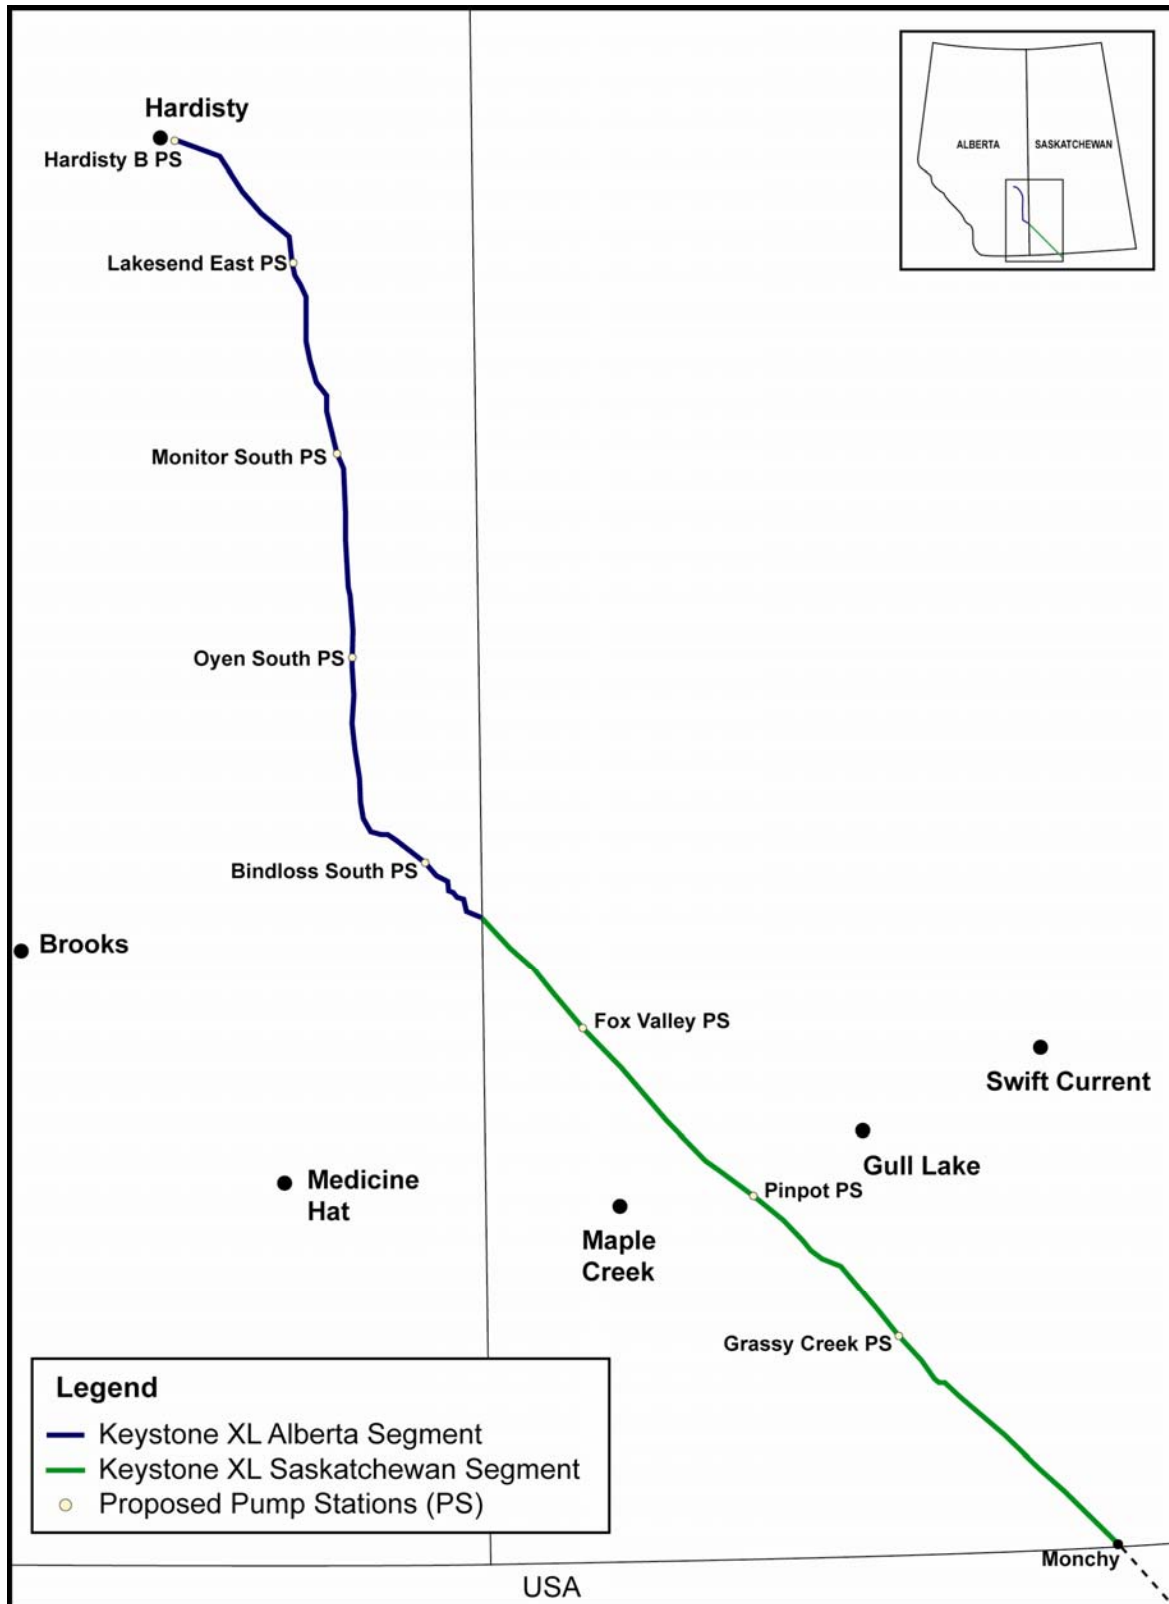 Hardisty
Hardisty B PS
ALBERTA
SASKATCHEWAN
Lakesend East PS
Monitor South PS
Oyen South PS
Bindloss South PS
Brooks
Fox Valley PS
Swift Current
Gull Lake
Medicine
Hat
Pinpot PS
Maple
Creek
Grassy Creek PS
Legend
Keystone XL Alberta Segment
Keystone XL Saskatchewan Segment
Proposed Pump Stations (PS)
Monchy
USA